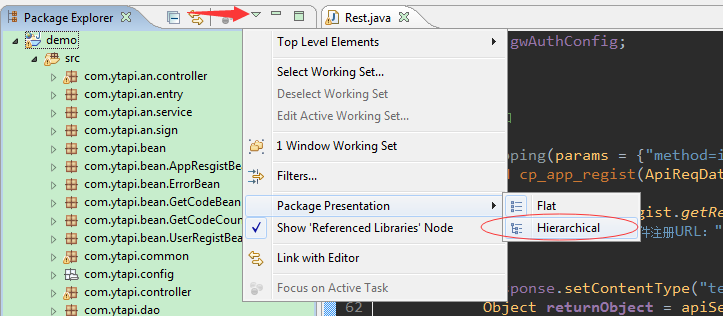 Package Explorer
Rest.java
demo
src
com.ytapi.an.controller
com.ytapi.an.entry
com.ytapi.an.service
com.ytapi.an.sign
com.ytapi.bean
com.ytapi.bean.AppResgistBe
com.ytapi.bean.ErrorBean
com.ytapi.bean.GetCodeBean
com.ytapi.bean.GetCodeCoun
com.ytapi.bean.UserRegistBea
com.ytapi.common
com.ytapi.config
com.ytapi.controller
com.ytapi.dao
Top Level Elements
Select Working Set...
Deselect Working Set
Edit Active Working Set...
1 Window Working Set
Filters...
Package Presentation
Show 'Referenced Libraries' Node
Link with Editor
Focus on Active Task
Flat
Hierarchical
gwAuthConfig;
pping(params = {"method=i
cp_app_regist(ApiReqDat
gist.getRe
件注册URL："
sponse.setContentType("te
62 Object returnObject = apiSe